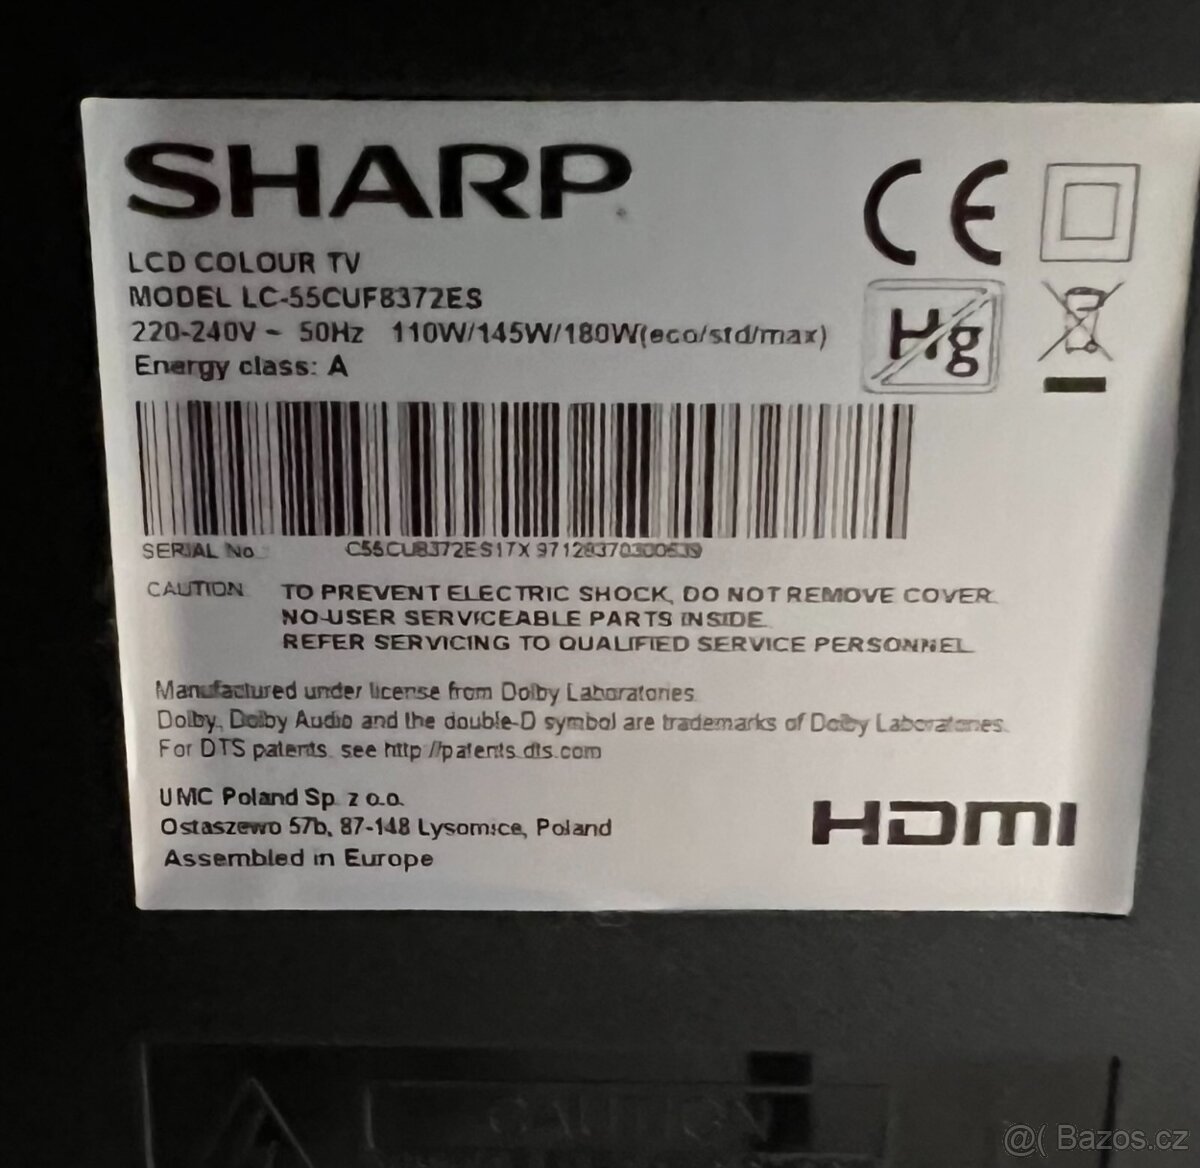 SHARP
LCD COLOUR TV
MODEL LC-55CUF8372ES
220-240V ~ 50Hz 110W/145W/180W(eco/std/max)
Energy class: A
CE
Hg
SERIAL No. C55CU8372ES17X 97128370300539
CAUTION TO PREVENT ELECTRIC SHOCK, DO NOT REMOVE COVER.
NO-USER SERVICEABLE PARTS INSIDE.
REFER SERVICING TO QUALIFIED SERVICE PERSONNEL
Manufactured under license from Dolby Laboratories.
Dolby, Dolby Audio and the double-D symbol are trademarks of Dolby Laboratories.
For DTS patents, see http://patents.dts.com
UMC Poland Sp. z o.o.
Ostaszewo 57b, 87-148 Lysomice, Poland
Assembled in Europe
HDMI
CAUTION
@( Bazos.cz